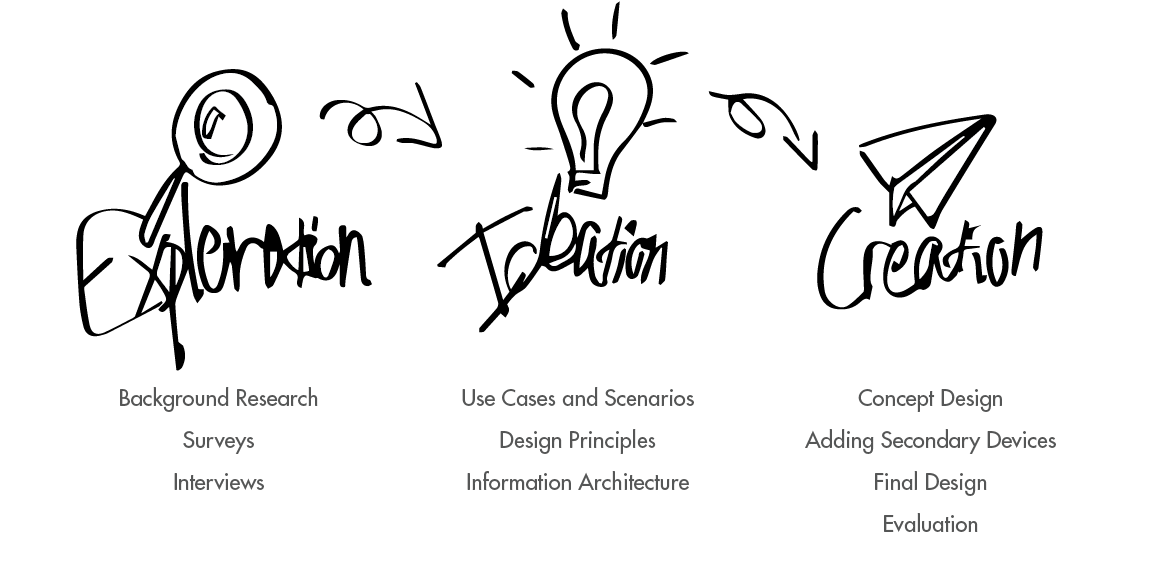 Exploration
Ideation
Creation
Background Research
Surveys
Interviews
Use Cases and Scenarios
Design Principles
Information Architecture
Concept Design
Adding Secondary Devices
Final Design
Evaluation